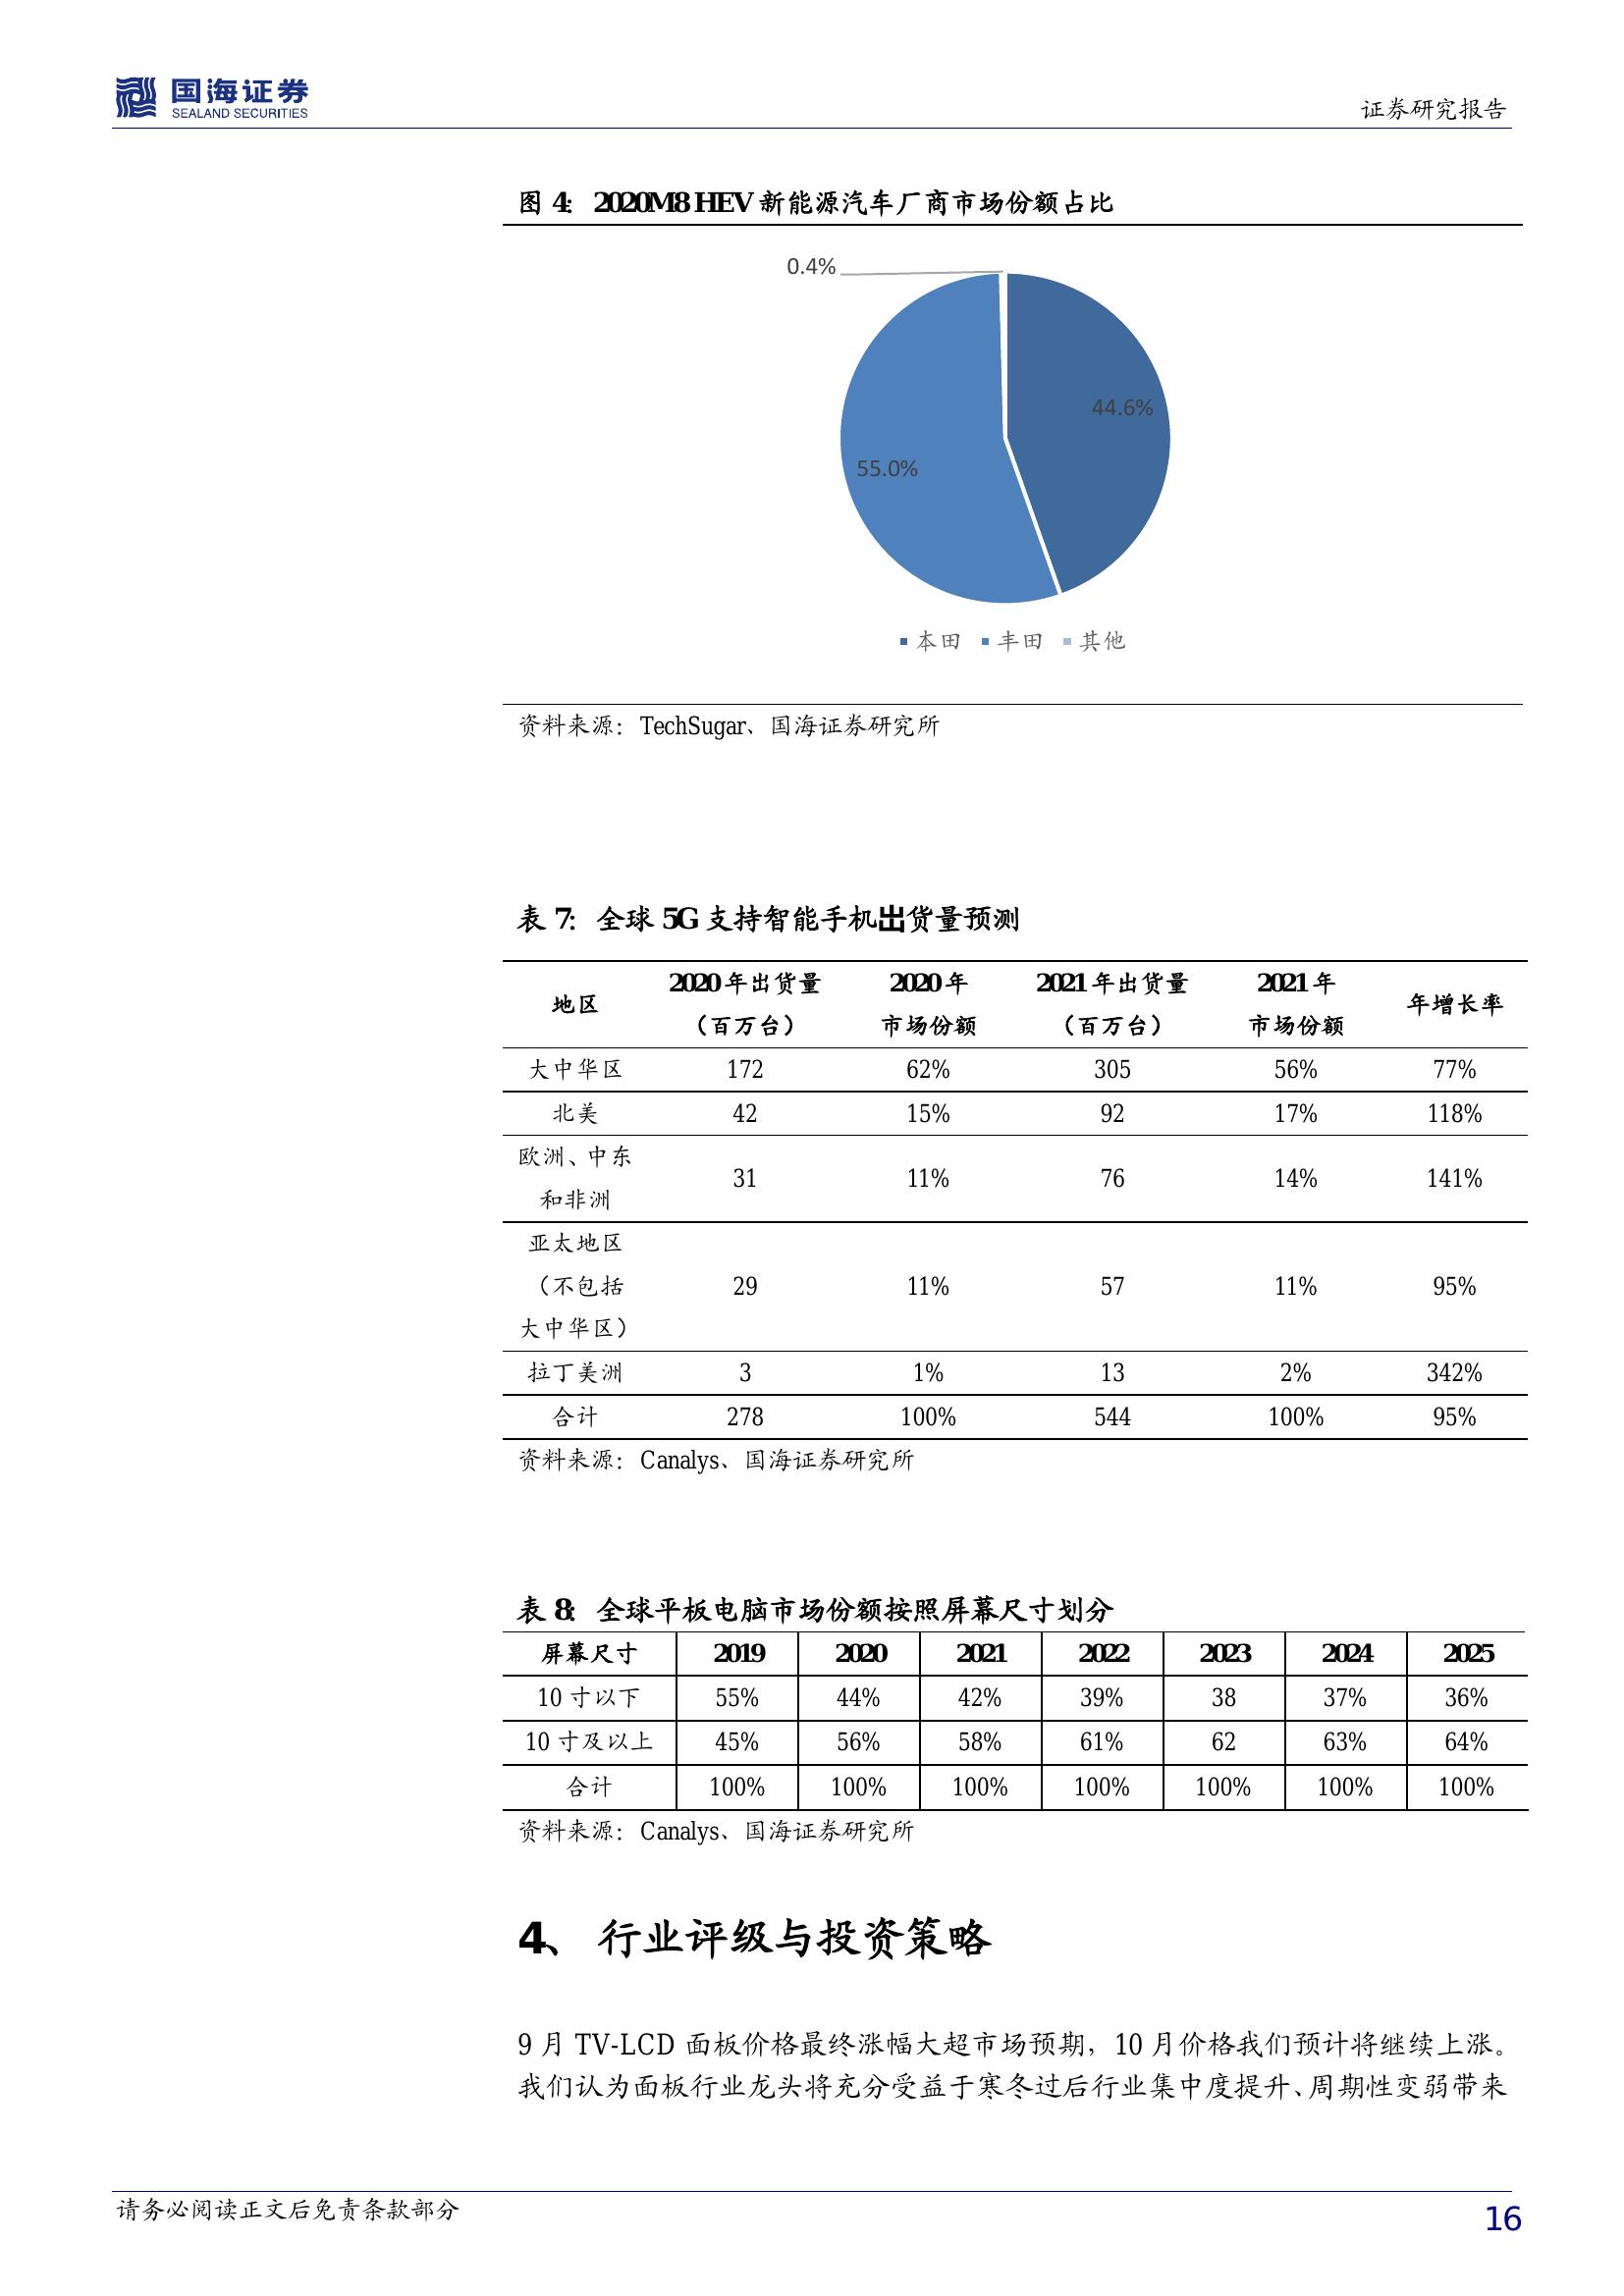 国海证券
SEALAND SECURITIES
证券研究报告
图 4： 2020M8 HEV 新能源汽车厂商市场份额占比
0.4%
44.6%
55.0%
本田 丰田 其他
资料来源：TechSugar、国海证券研究所
表 7： 全球 5G 支持智能手机出货量预测
地区 2020 年出货量（百万台） 2020 年市场份额 2021 年出货量（百万台） 2021 年市场份额 年增长率
大中华区 172 62% 305 56% 77%
北美 42 15% 92 17% 118%
欧洲、中东和非洲 31 11% 76 14% 141%
亚太地区（不包括大中华区） 29 11% 57 11% 95%
拉丁美洲 3 1% 13 2% 342%
合计 278 100% 544 100% 95%
资料来源：Canalys、国海证券研究所
表 8： 全球平板电脑市场份额按照屏幕尺寸划分
屏幕尺寸 2019 2020 2021 2022 2023 2024 2025
10 寸以下 55% 44% 42% 39% 38 37% 36%
10 寸及以上 45% 56% 58% 61% 62 63% 64%
合计 100% 100% 100% 100% 100% 100% 100%
资料来源：Canalys、国海证券研究所
4、 行业评级与投资策略
9 月 TV-LCD 面板价格最终涨幅大超市场预期，10 月价格我们预计将继续上涨。
我们认为面板行业龙头将充分受益于寒冬过后行业集中度提升、周期性变弱带来
请务必阅读正文后免责条款部分
16